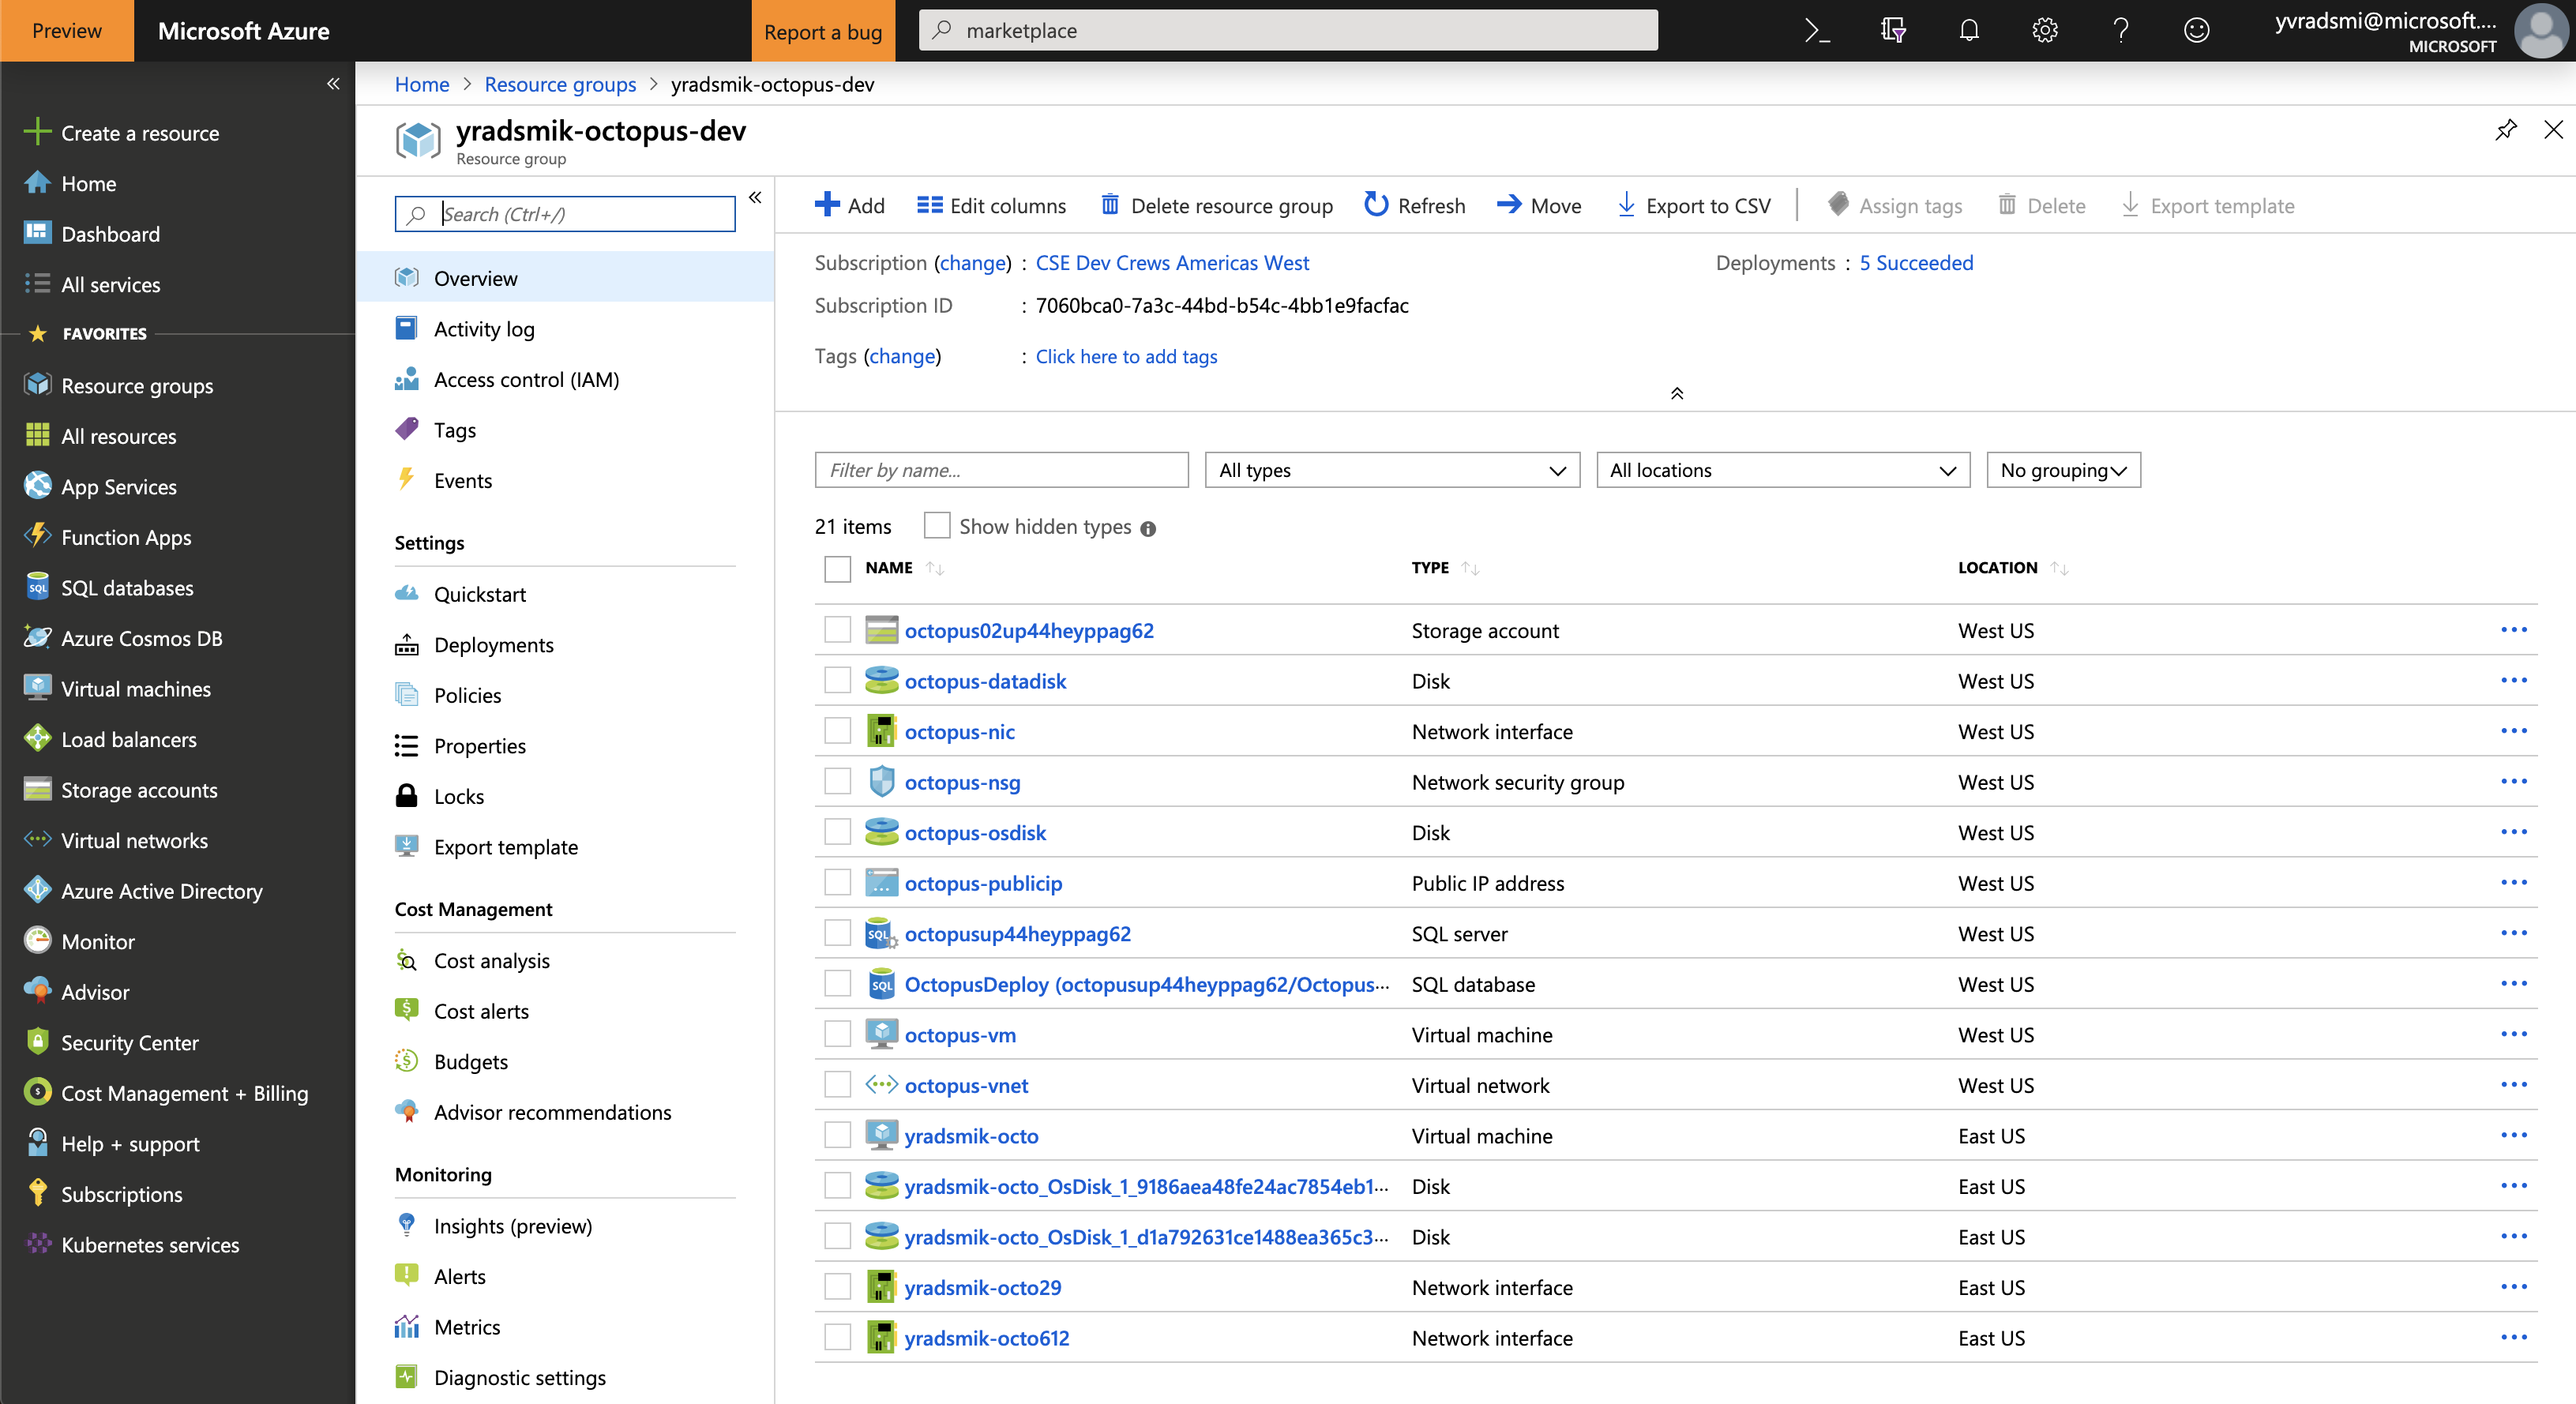 Preview
Microsoft Azure
Report a bug
marketplace
>_
yvradsmi@microsoft....
MICROSOFT
Create a resource
Home
Dashboard
All services
FAVORITES
Resource groups
All resources
App Services
Function Apps
SQL databases
Azure Cosmos DB
Virtual machines
Load balancers
Storage accounts
Virtual networks
Azure Active Directory
Monitor
Advisor
Security Center
Cost Management + Billing
Help + support
Subscriptions
Kubernetes services
Home > Resource groups > yradsmik-octopus-dev
yradsmik-octopus-dev
Resource group
Search (Ctrl+/)
Overview
Activity log
Access control (IAM)
Tags
Events
Settings
Quickstart
Deployments
Policies
Properties
Locks
Export template
Cost Management
Cost analysis
Cost alerts
Budgets
Advisor recommendations
Monitoring
Insights (preview)
Alerts
Metrics
Diagnostic settings
Add Edit columns Delete resource group Refresh Move Export to CSV Assign tags Delete Export template
Subscription (change) : CSE Dev Crews Americas West Deployments : 5 Succeeded
Subscription ID : 7060bca0-7a3c-44bd-b54c-4bb1e9facfac
Tags (change) : Click here to add tags
Filter by name... All types All locations No grouping
21 items Show hidden types
NAME TYPE LOCATION
octopus02up44heyppag62 Storage account West US
octopus-datadisk Disk West US
octopus-nic Network interface West US
octopus-nsg Network security group West US
octopus-osdisk Disk West US
octopus-publicip Public IP address West US
octopusup44heyppag62 SQL server West US
OctopusDeploy (octopusup44heyppag62/Octopus... SQL database West US
octopus-vm Virtual machine West US
octopus-vnet Virtual network West US
yradsmik-octo Virtual machine East US
yradsmik-octo_OsDisk_1_9186aea48fe24ac7854eb1... Disk East US
yradsmik-octo_OsDisk_1_d1a792631ce1488ea365c3... Disk East US
yradsmik-octo29 Network interface East US
yradsmik-octo612 Network interface East US